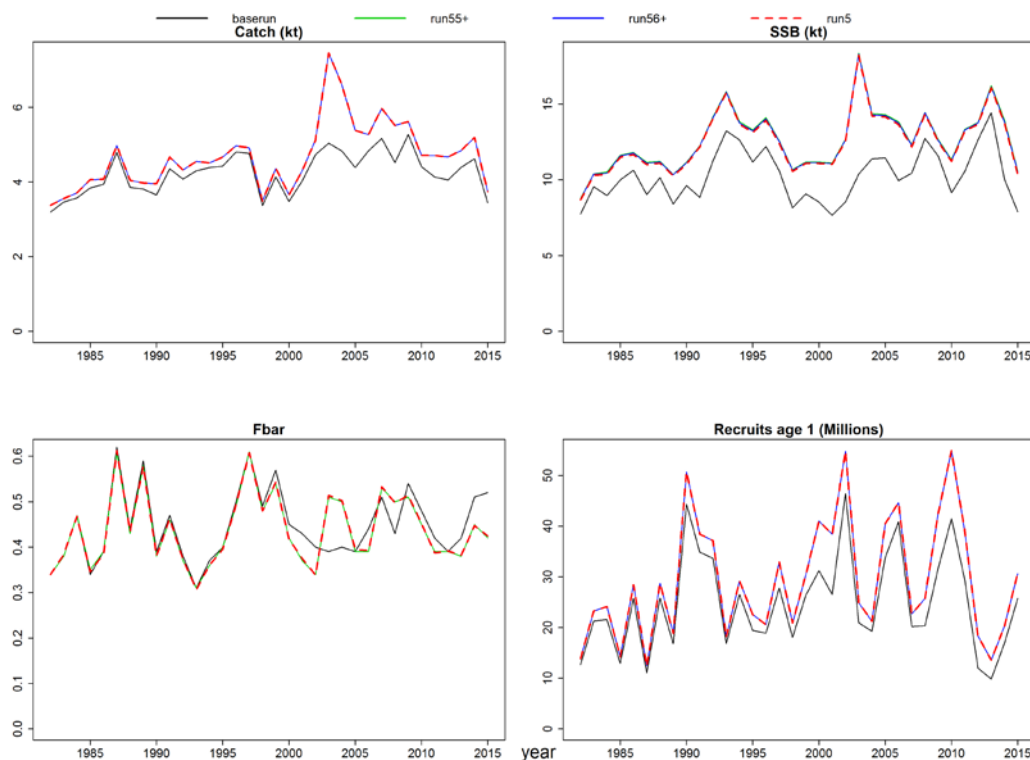 baserun run55+ run56+ run5
Catch (kt) SSB (kt)
0 2 4 6
1985 1990 1995 2000 2005 2010 2015
0 5 10 15
1985 1990 1995 2000 2005 2010 2015
Fbar Recruits age 1 (Millions)
0.0 0.1 0.2 0.3 0.4 0.5 0.6
1985 1990 1995 2000 2005 2010 2015
0 10 20 30 40 50
1985 1990 1995 2000 2005 2010 2015
year